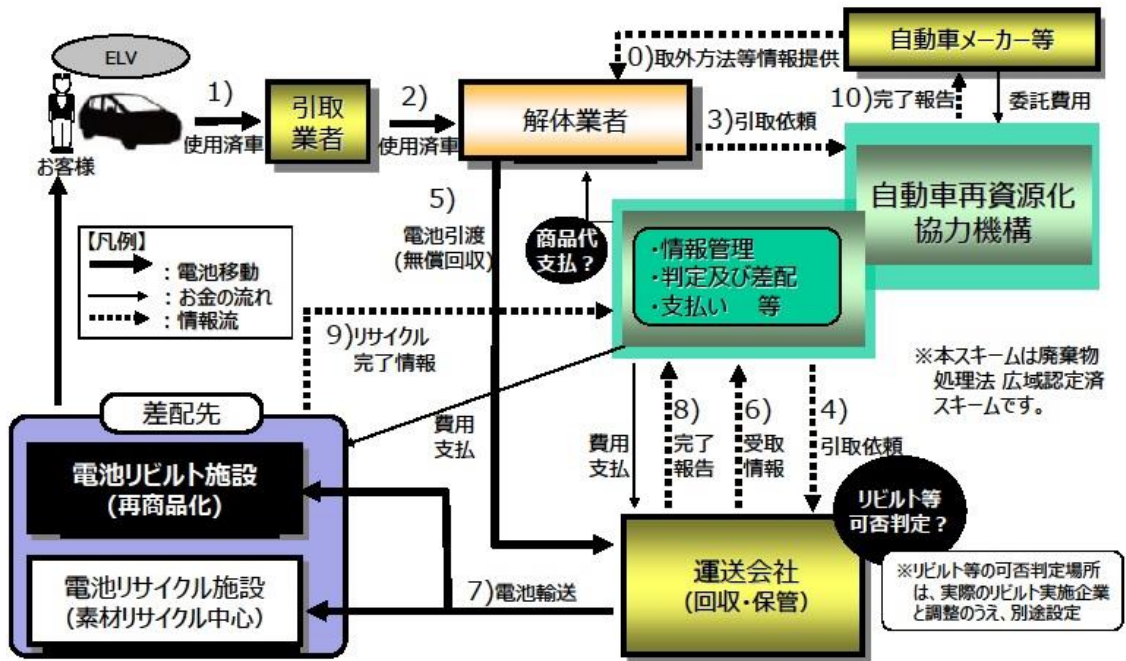 ELV
お客様
1)
使用済車
引取
業者
2)
使用済車
解体業者
0)取外方法等情報提供
自動車メーカー等
10)完了報告
委託費用
3)引取依頼
自動車再資源化
協力機構
・情報管理
・判定及び差配
・支払い　等
商品代
支払?
5)
電池引渡
(無償回収)
【凡例】
：電池移動
：お金の流れ
：情報流
9)リサイクル
完了情報
※本スキームは廃棄物
処理法 広域認定済
スキームです。
差配先
電池リビルト施設
(再商品化)
電池リサイクル施設
(素材リサイクル中心)
費用
支払
費用
支払
8)
完了
報告
6)
受取
情報
4)
引取依頼
リビルト等
可否判定?
運送会社
(回収・保管)
7)電池輸送
※リビルト等の可否判定場所
は、実際のリビルト実施企業
と調整のうえ、別途設定